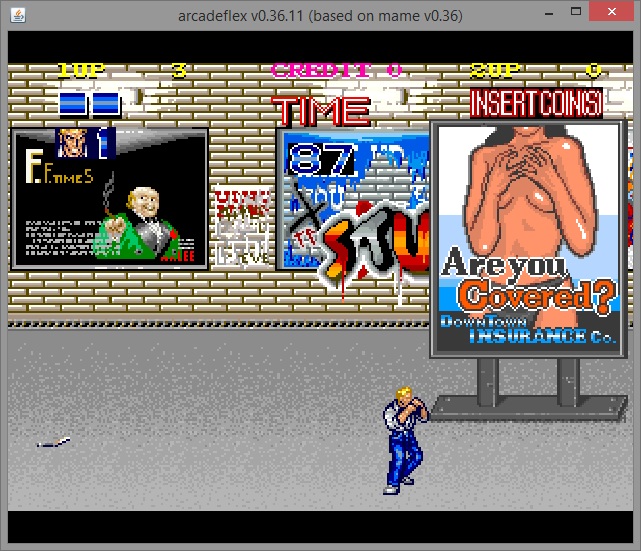 arcadeflex v0.36.11 (based on mame v0.36)
1UP 3 CREDIT 0 2UP 0
TIME INSERT COIN(S)
87
1
F.
F.TIMES
STU
Are you
Covered?
DOWNTOWN
INSURANCE Co.